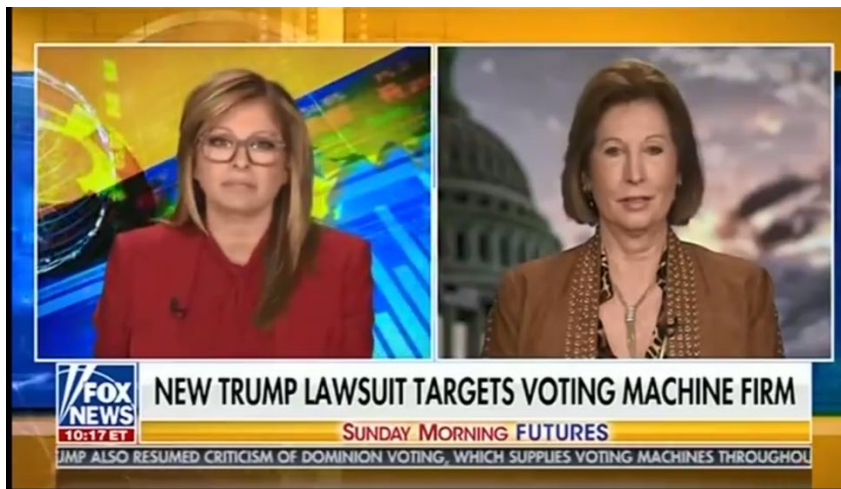 NEW TRUMP LAWSUIT TARGETS VOTING MACHINE FIRM
FOX
NEWS
10:17 ET
SUNDAY MORNING FUTURES
UMP ALSO RESUMED CRITICISM OF DOMINION VOTING, WHICH SUPPLIES VOTING MACHINES THROUGHOU